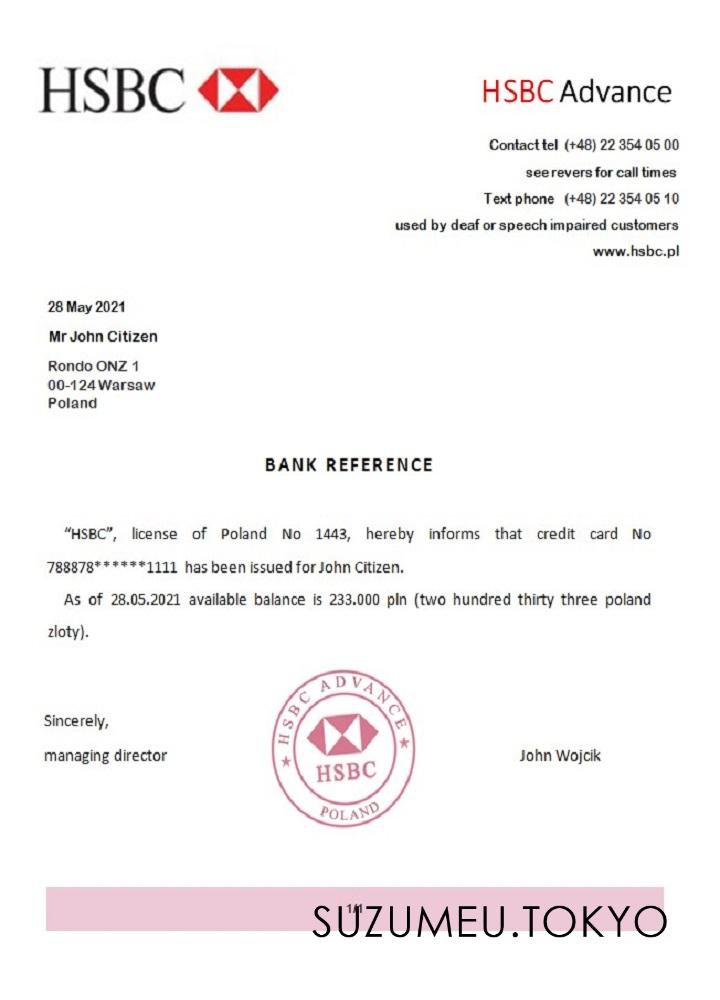 HSBC
HSBC Advance
Contact tel (+48) 22 354 05 00
see revers for call times
Text phone (+48) 22 354 05 10
used by deaf or speech impaired customers
www.hsbc.pl
28 May 2021
Mr John Citizen
Rondo ONZ 1
00-124 Warsaw
Poland
BANK REFERENCE
“HSBC”, license of Poland No 1443, hereby informs that credit card No
788878******1111 has been issued for John Citizen.
As of 28.05.2021 available balance is 233.000 pln (two hundred thirty three poland
zloty).
Sincerely,
managing director
HSBC ADVANCE
HSBC
POLAND
John Wojcik
1/1
SUZUMEU.TOKYO